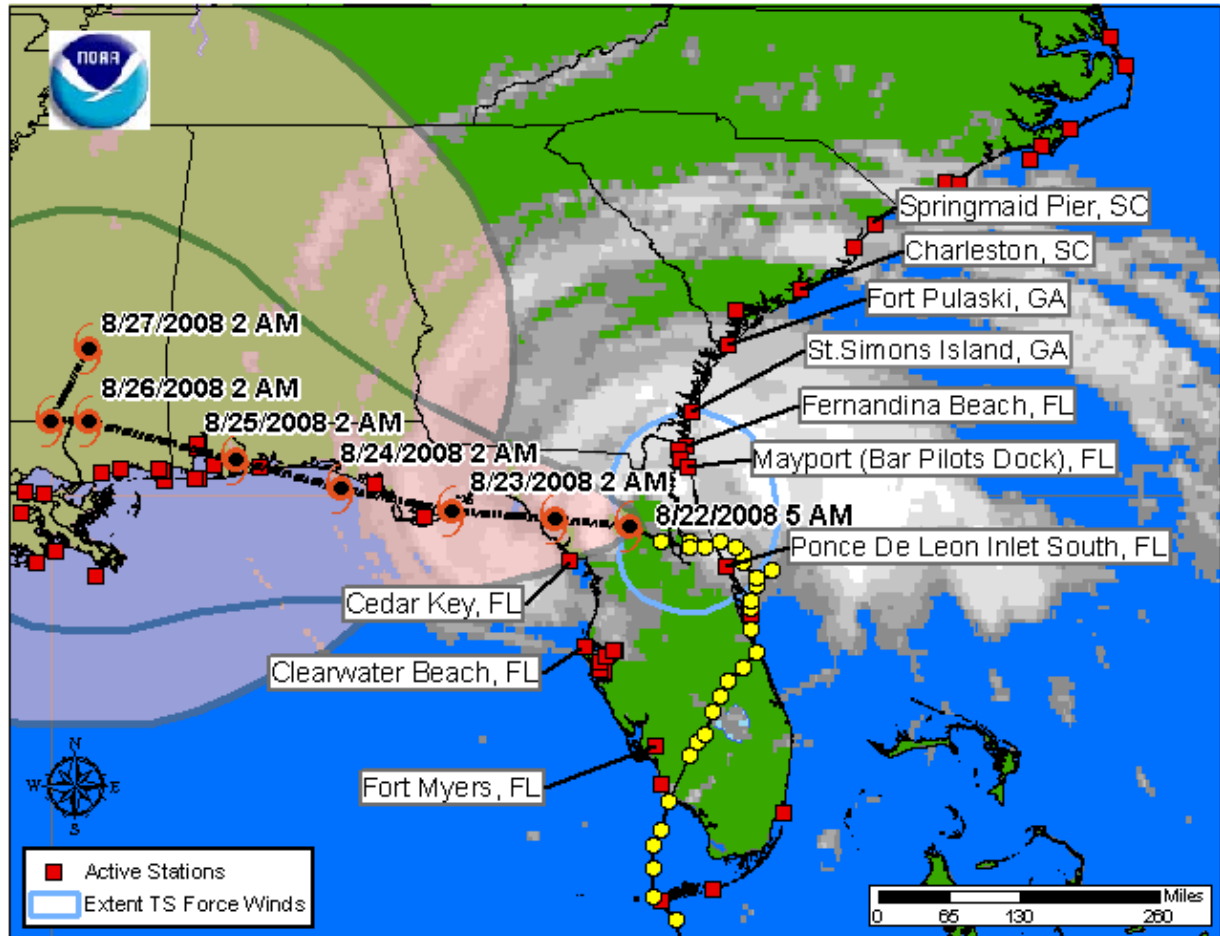 NOAA
Springmaid Pier, SC
Charleston, SC
Fort Pulaski, GA
8/27/2008 2 AM
St.Simons Island, GA
8/26/2008 2 AM
Fernandina Beach, FL
8/25/2008 2 AM
8/24/2008 2 AM
Mayport (Bar Pilots Dock), FL
8/23/2008 2 AM
8/22/2008 5 AM
Ponce De Leon Inlet South, FL
Cedar Key, FL
Clearwater Beach, FL
Fort Myers, FL
N
W E
S
Active Stations
Extent TS Force Winds
Miles
0 65 130 260